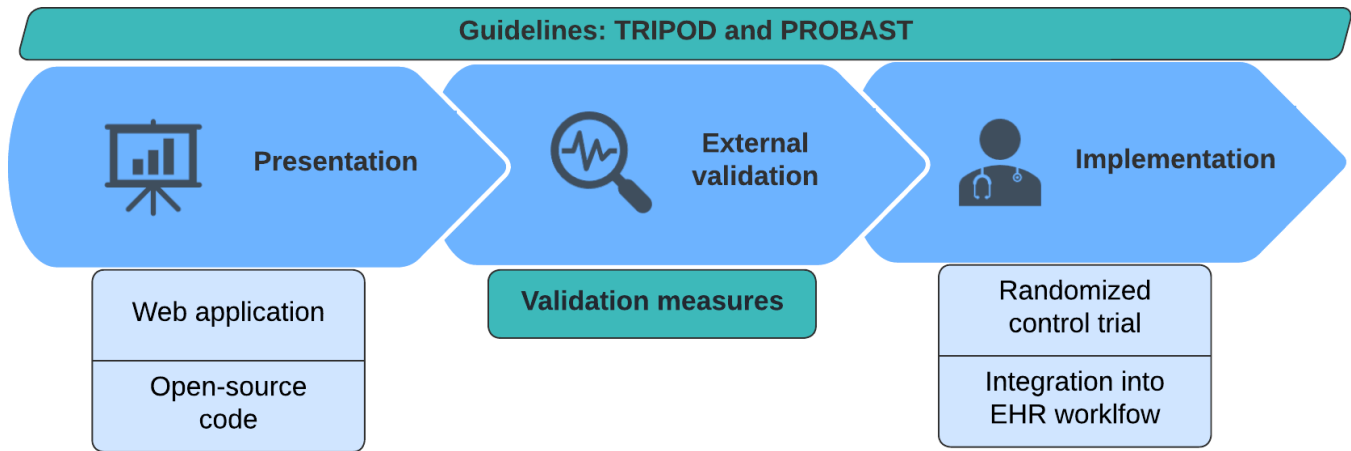 Guidelines: TRIPOD and PROBAST
Presentation
External
validation
Implementation
Web application
Open-source
code
Validation measures
Randomized
control trial
Integration into
EHR worklfow